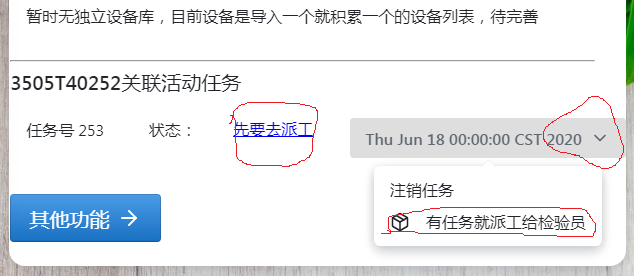 暂时无独立设备库，目前设备是导入一个就积累一个的设备列表，待完善
3505T40252关联活动任务
任务号 253 状态： 先要去派工 Thu Jun 18 00:00:00 CST 2020
注销任务
其他功能 →
有任务就派工给检验员